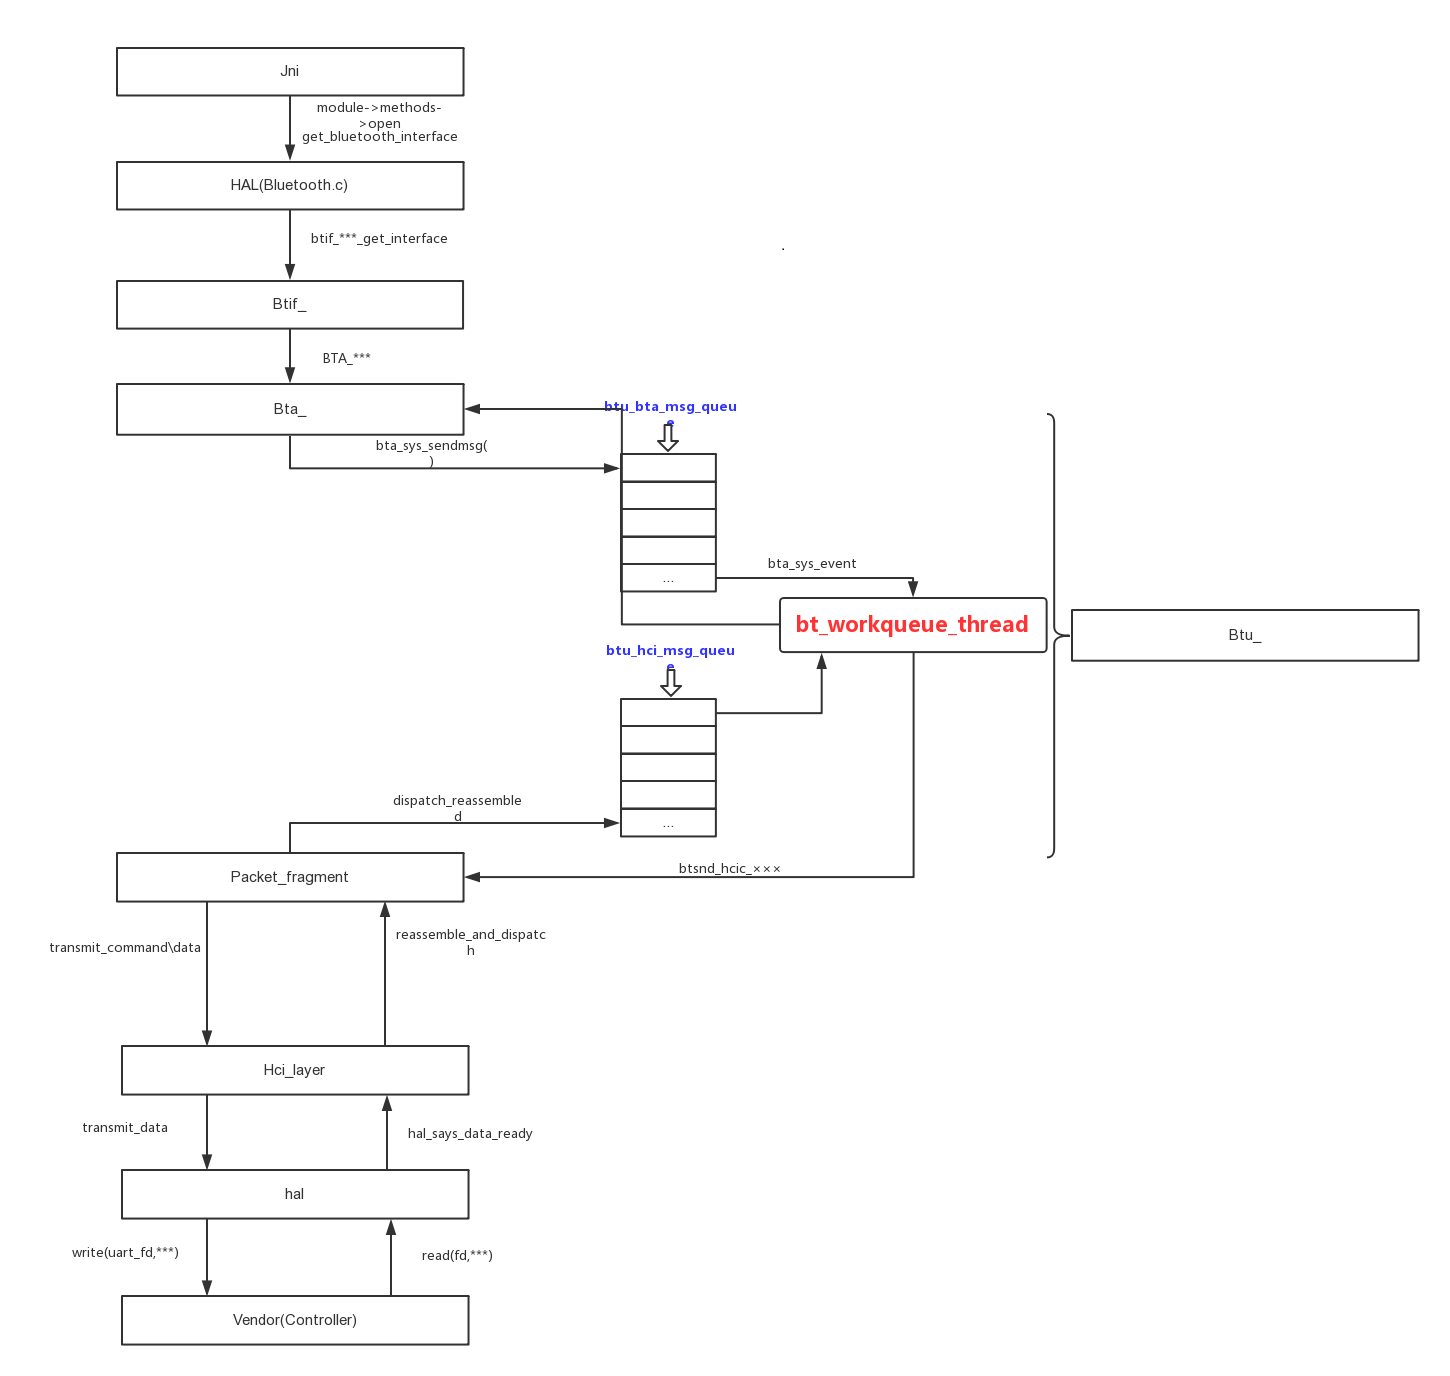 Jni
module->methods-
>open
get_bluetooth_interface
HAL(Bluetooth.c)
btif_***_get_interface
.
Btif_
BTA_***
Bta_
btu_bta_msg_queu
e
bta_sys_sendmsg(
)
bta_sys_event
...
bt_workqueue_thread
Btu_
btu_hci_msg_queu
e
dispatch_reassemble
d
...
Packet_fragment
btsnd_hcic_×××
transmit_command\data
reassemble_and_dispatc
h
Hci_layer
transmit_data
hal_says_data_ready
hal
write(uart_fd,***)
read(fd,***)
Vendor(Controller)